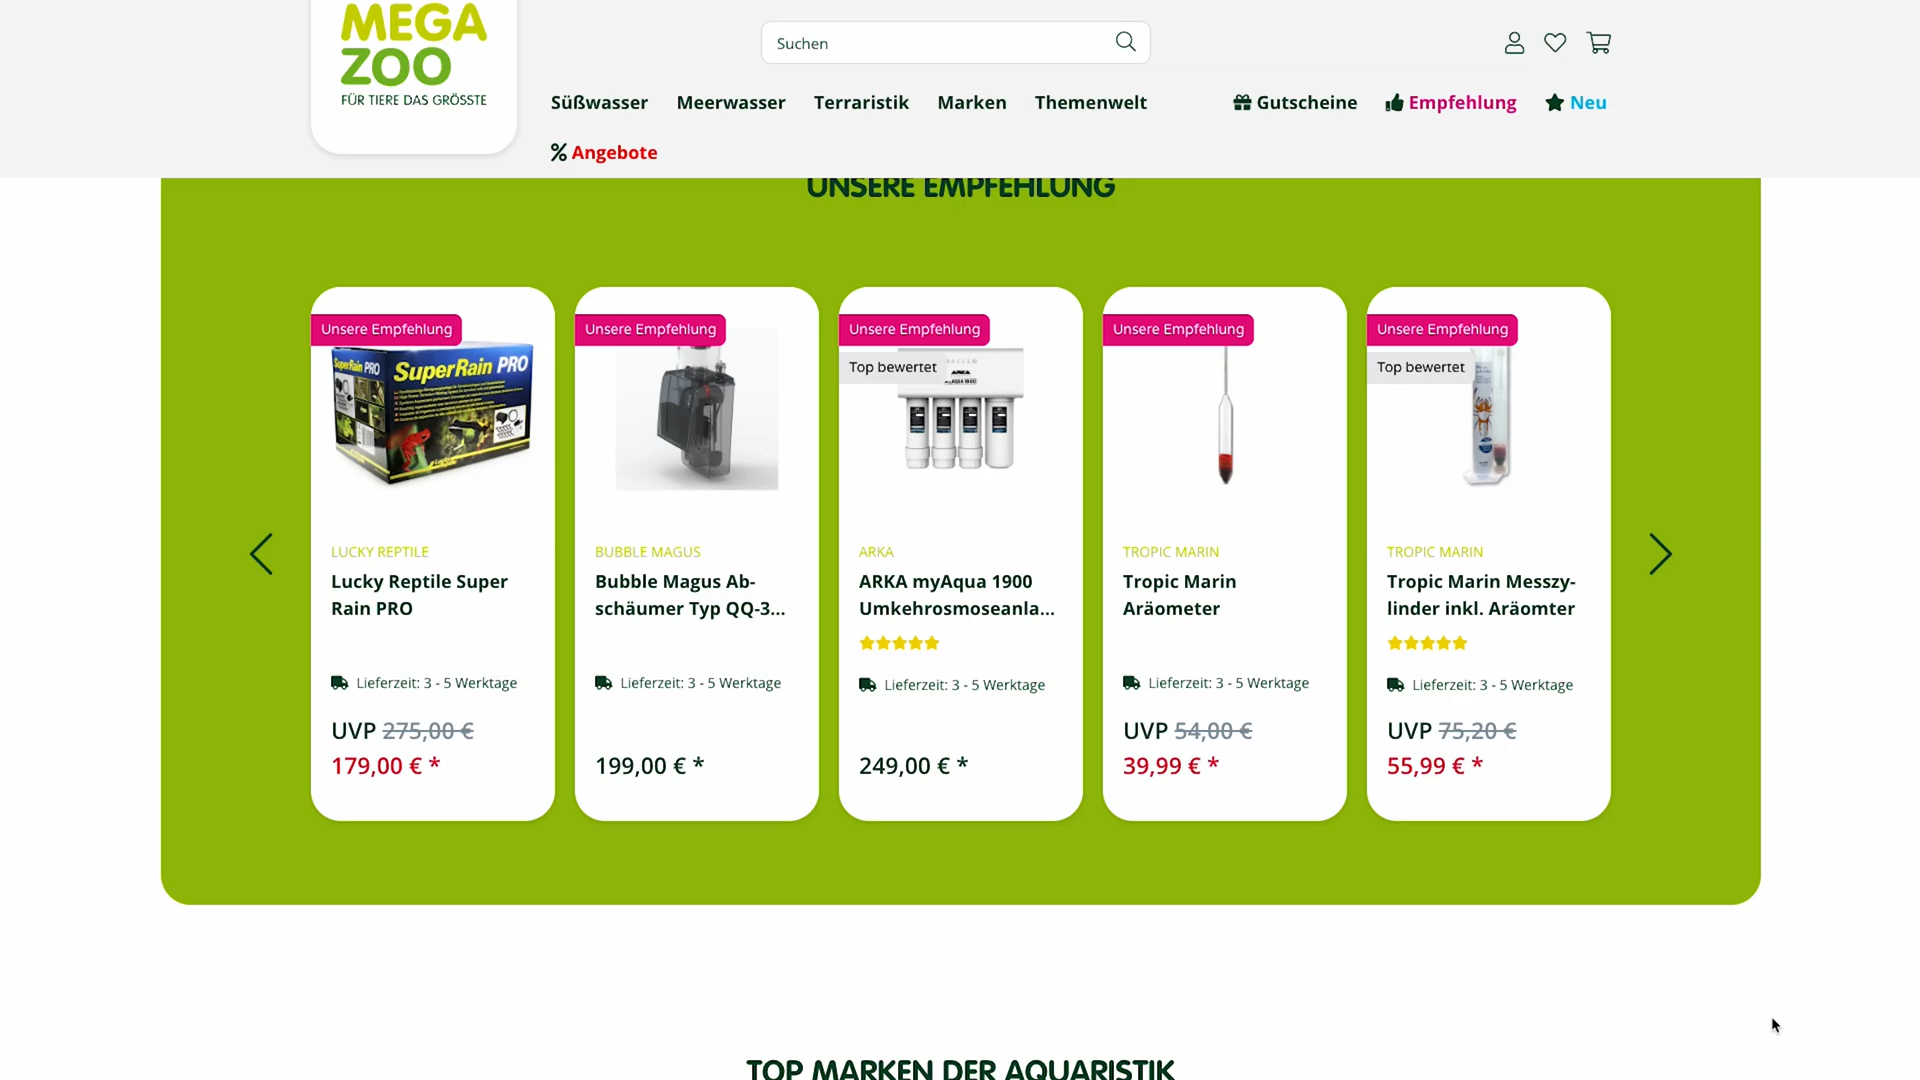 MEGA
ZOO
FÜR TIERE DAS GRÖSSTE
Suchen
Süßwasser Meerwasser Terraristik Marken Themenwelt Gutscheine Empfehlung Neu
% Angebote
UNSERE EMPFEHLUNG
Unsere Empfehlung
SuperRain PRO
SuperRain PRO
LUCKY REPTILE
Lucky Reptile Super
Rain PRO
Lieferzeit: 3 - 5 Werktage
UVP 275,00 €
179,00 € *
Unsere Empfehlung
BUBBLE MAGUS
Bubble Magus Ab-
schäumer Typ QQ-3...
Lieferzeit: 3 - 5 Werktage
199,00 € *
Unsere Empfehlung
Top bewertet
ARKA
ARKA
ARKA myAqua 1900
Umkehrosmoseanla...
Lieferzeit: 3 - 5 Werktage
249,00 € *
Unsere Empfehlung
TROPIC MARIN
Tropic Marin
Aräometer
Lieferzeit: 3 - 5 Werktage
UVP 54,00 €
39,99 € *
Unsere Empfehlung
Top bewertet
TROPIC MARIN
Tropic Marin Messzy-
linder inkl. Aräomter
Lieferzeit: 3 - 5 Werktage
UVP 75,20 €
55,99 € *
TOP MARKEN DER AQUARISTIK